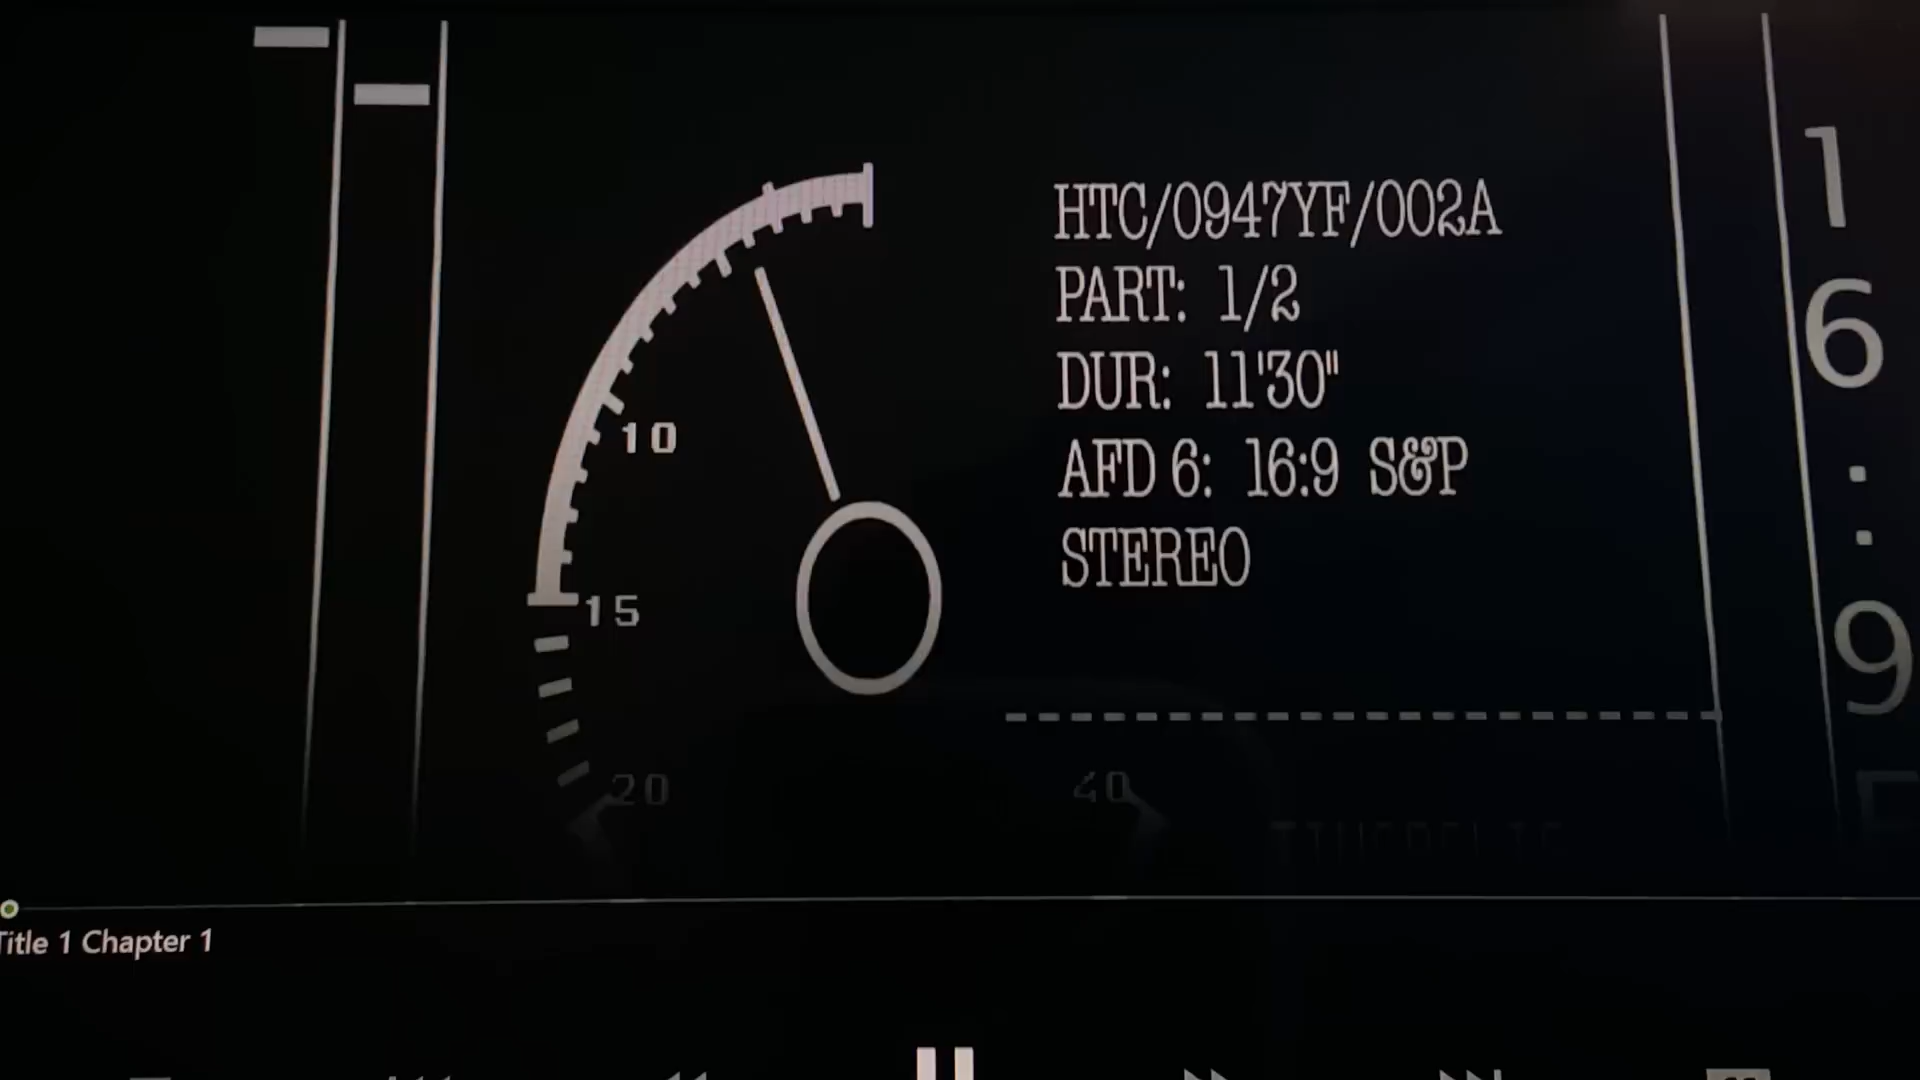 HTC/0947YF/002A
PART: 1/2
DUR: 11'30"
AFD 6: 16:9 S&P
STEREO
10
15
20
40
16:9
Title 1 Chapter 1